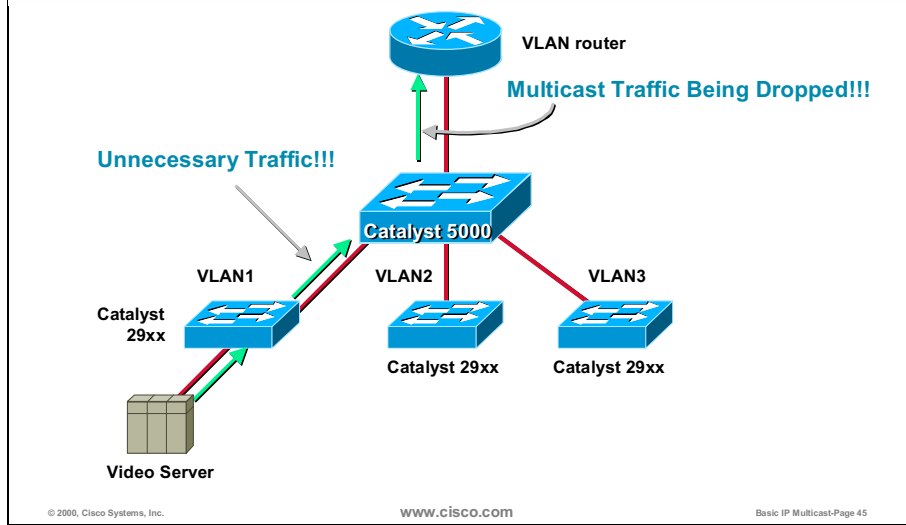 VLAN router
Multicast Traffic Being Dropped!!!
Unnecessary Traffic!!!
Catalyst 5000
VLAN1
VLAN2
VLAN3
Catalyst
29xx
Catalyst 29xx
Catalyst 29xx
Video Server
© 2000, Cisco Systems, Inc.
www.cisco.com
Basic IP Multicast-Page 45